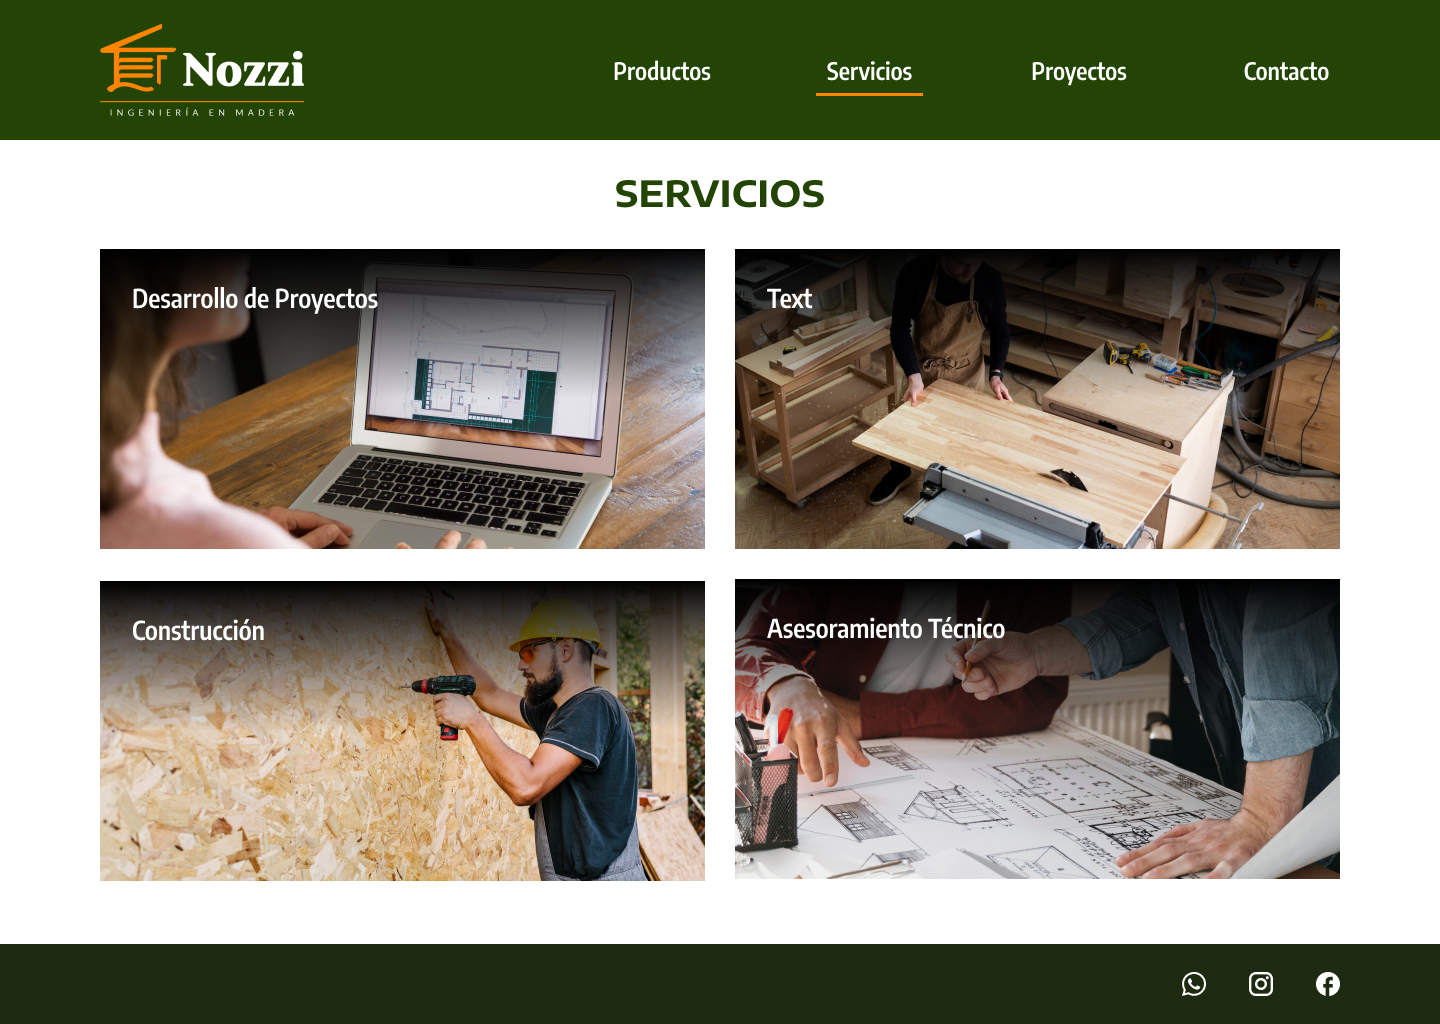 Nozzi
INGENIERÍA EN MADERA
Productos
Servicios
Proyectos
Contacto
SERVICIOS
Desarrollo de Proyectos
Text
Construcción
Asesoramiento Técnico